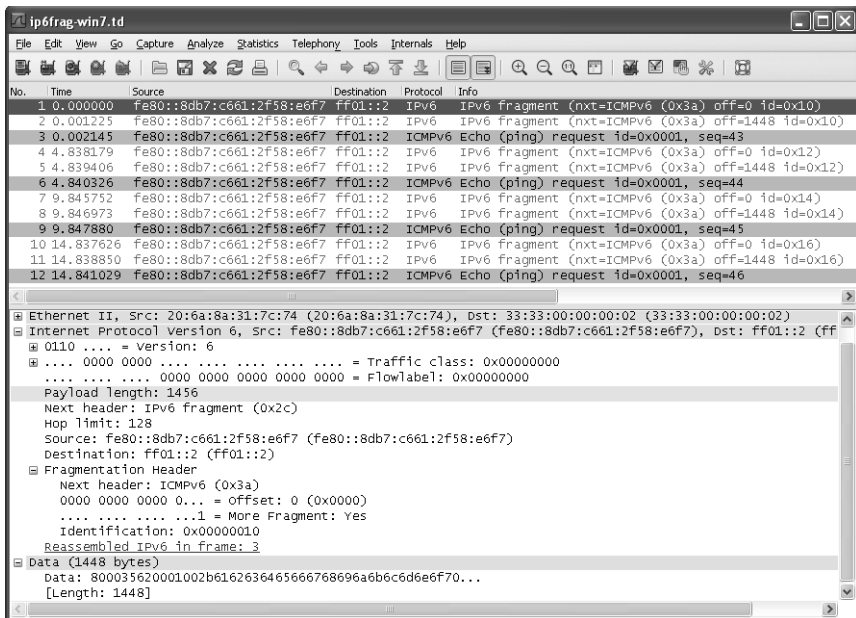 ip6frag-win7.td
File Edit View Go Capture Analyze Statistics Telephony Tools Internals Help
No. Time Source Destination Protocol Info
1 0.000000 fe80::8db7:c661:2f58:e6f7 ff01::2 IPv6 IPv6 fragment (nxt=ICMPv6 (0x3a) off=0 id=0x10)
2 0.001225 fe80::8db7:c661:2f58:e6f7 ff01::2 IPv6 IPv6 fragment (nxt=ICMPv6 (0x3a) off=1448 id=0x10)
3 0.002145 fe80::8db7:c661:2f58:e6f7 ff01::2 ICMPv6 Echo (ping) request id=0x0001, seq=43
4 4.838179 fe80::8db7:c661:2f58:e6f7 ff01::2 IPv6 IPv6 fragment (nxt=ICMPv6 (0x3a) off=0 id=0x12)
5 4.839406 fe80::8db7:c661:2f58:e6f7 ff01::2 IPv6 IPv6 fragment (nxt=ICMPv6 (0x3a) off=1448 id=0x12)
6 4.840326 fe80::8db7:c661:2f58:e6f7 ff01::2 ICMPv6 Echo (ping) request id=0x0001, seq=44
7 9.845752 fe80::8db7:c661:2f58:e6f7 ff01::2 IPv6 IPv6 fragment (nxt=ICMPv6 (0x3a) off=0 id=0x14)
8 9.846973 fe80::8db7:c661:2f58:e6f7 ff01::2 IPv6 IPv6 fragment (nxt=ICMPv6 (0x3a) off=1448 id=0x14)
9 9.847880 fe80::8db7:c661:2f58:e6f7 ff01::2 ICMPv6 Echo (ping) request id=0x0001, seq=45
10 14.837626 fe80::8db7:c661:2f58:e6f7 ff01::2 IPv6 IPv6 fragment (nxt=ICMPv6 (0x3a) off=0 id=0x16)
11 14.838850 fe80::8db7:c661:2f58:e6f7 ff01::2 IPv6 IPv6 fragment (nxt=ICMPv6 (0x3a) off=1448 id=0x16)
12 14.841029 fe80::8db7:c661:2f58:e6f7 ff01::2 ICMPv6 Echo (ping) request id=0x0001, seq=46
Ethernet II, Src: 20:6a:8a:31:7c:74 (20:6a:8a:31:7c:74), Dst: 33:33:00:00:00:02 (33:33:00:00:00:02)
Internet Protocol Version 6, Src: fe80::8db7:c661:2f58:e6f7 (fe80::8db7:c661:2f58:e6f7), Dst: ff01::2 (ff
0110 .... = Version: 6
.... 0000 0000 .... .... .... .... .... = Traffic class: 0x00000000
.... .... .... 0000 0000 0000 0000 0000 = Flowlabel: 0x00000000
Payload length: 1456
Next header: IPv6 fragment (0x2c)
Hop limit: 128
Source: fe80::8db7:c661:2f58:e6f7 (fe80::8db7:c661:2f58:e6f7)
Destination: ff01::2 (ff01::2)
Fragmentation Header
Next header: ICMPv6 (0x3a)
0000 0000 0000 0... = Offset: 0 (0x0000)
.... .... .... ...1 = More Fragment: Yes
Identification: 0x00000010
Reassembled IPv6 in frame: 3
Data (1448 bytes)
Data: 800035620001002b6162636465666768696a6b6c6d6e6f70...
[Length: 1448]